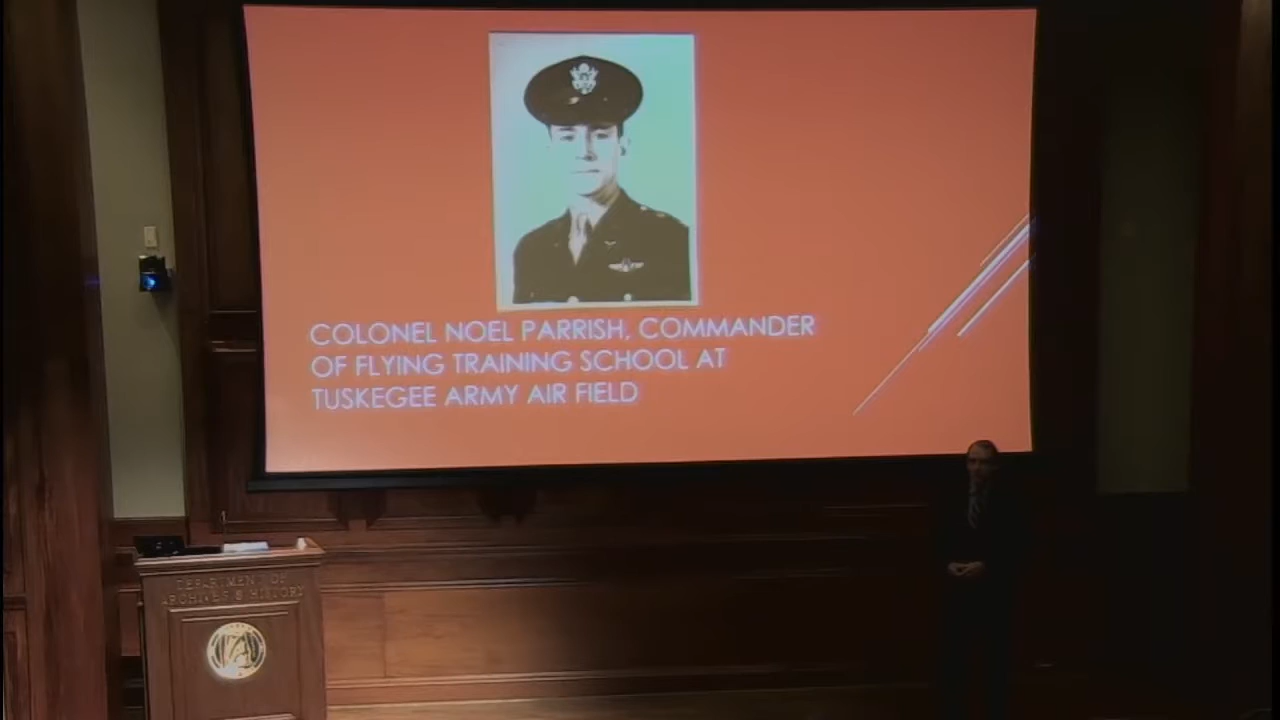 COLONEL NOEL PARRISH, COMMANDER
OF FLYING TRAINING SCHOOL AT
TUSKEGEE ARMY AIR FIELD
DEPARTMENT OF
ARCHIVES & HISTORY